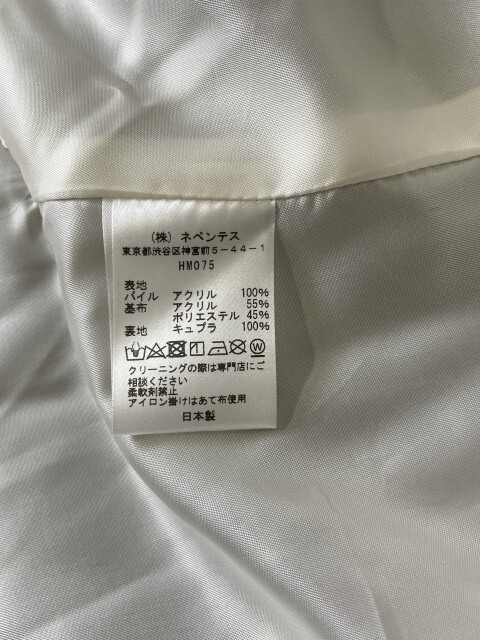 (株) ネペンテス
東京都渋谷区神宮前5-44-1
HM075
表地
パイル アクリル 100%
基布 アクリル 55%
ポリエステル 45%
裏地 キュプラ 100%
W
クリーニングの際は専門店にご
相談ください
柔軟剤禁止
アイロン掛けはあて布使用
日本製